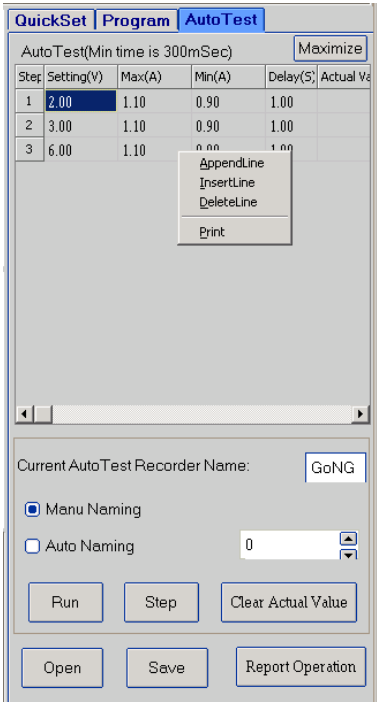 QuickSet Program AutoTest
AutoTest(Min time is 300mSec) Maximize
Step Setting(V) Max(A) Min(A) Delay(S) Actual Va
1 2.00 1.10 0.90 1.00
2 3.00 1.10 0.90 1.00
3 6.00 1.10
AppendLine
InsertLine
DeleteLine
Print
Current AutoTest Recorder Name: GoNG
Manu Naming
Auto Naming 0
Run Step Clear Actual Value
Open Save Report Operation